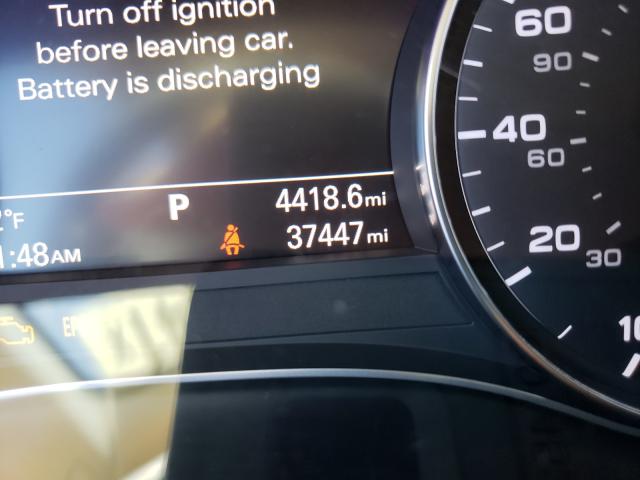 Turn off ignition
before leaving car.
Battery is discharging
P
4418.6mi
°F
1:48AM
37447mi
60
90
40
60
20
30